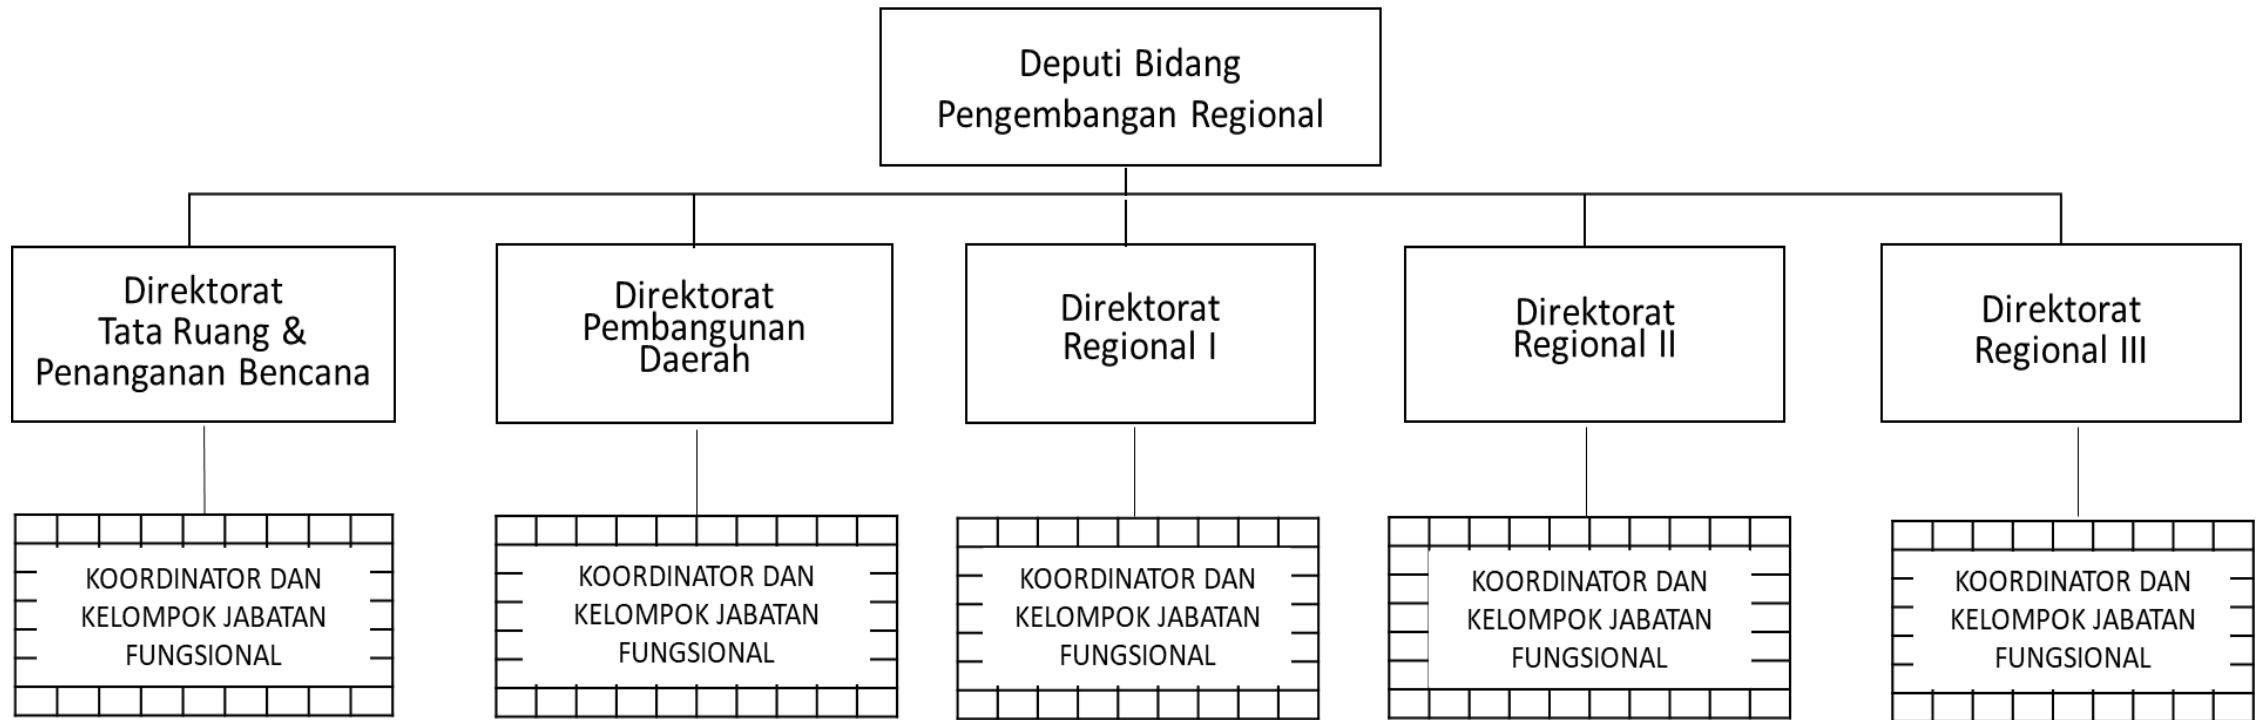 Deputi Bidang
Pengembangan Regional
Direktorat
Tata Ruang &
Penanganan Bencana
Direktorat
Pembangunan
Daerah
Direktorat
Regional I
Direktorat
Regional II
Direktorat
Regional III
KOORDINATOR DAN
KELOMPOK JABATAN
FUNGSIONAL
KOORDINATOR DAN
KELOMPOK JABATAN
FUNGSIONAL
KOORDINATOR DAN
KELOMPOK JABATAN
FUNGSIONAL
KOORDINATOR DAN
KELOMPOK JABATAN
FUNGSIONAL
KOORDINATOR DAN
KELOMPOK JABATAN
FUNGSIONAL